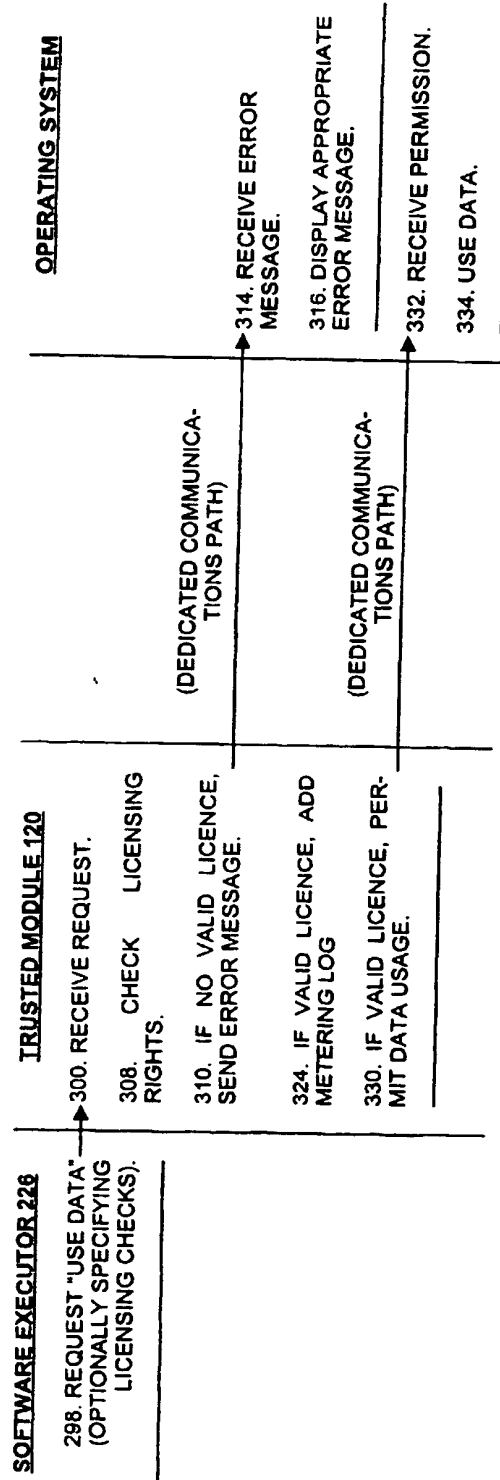 SOFTWARE EXECUTOR 226
298. REQUEST "USE DATA"
(OPTIONALLY SPECIFYING
LICENSING CHECKS).
TRUSTED MODULE 120
300. RECEIVE REQUEST.
308. CHECK LICENSING
RIGHTS.
310. IF NO VALID LICENCE,
SEND ERROR MESSAGE.
324. IF VALID LICENCE, ADD
METERING LOG
330. IF VALID LICENCE, PER-
MIT DATA USAGE.
(DEDICATED COMMUNICA-
TIONS PATH)
(DEDICATED COMMUNICA-
TIONS PATH)
OPERATING SYSTEM
314. RECEIVE ERROR
MESSAGE.
316. DISPLAY APPROPRIATE
ERROR MESSAGE.
332. RECEIVE PERMISSION.
334. USE DATA.